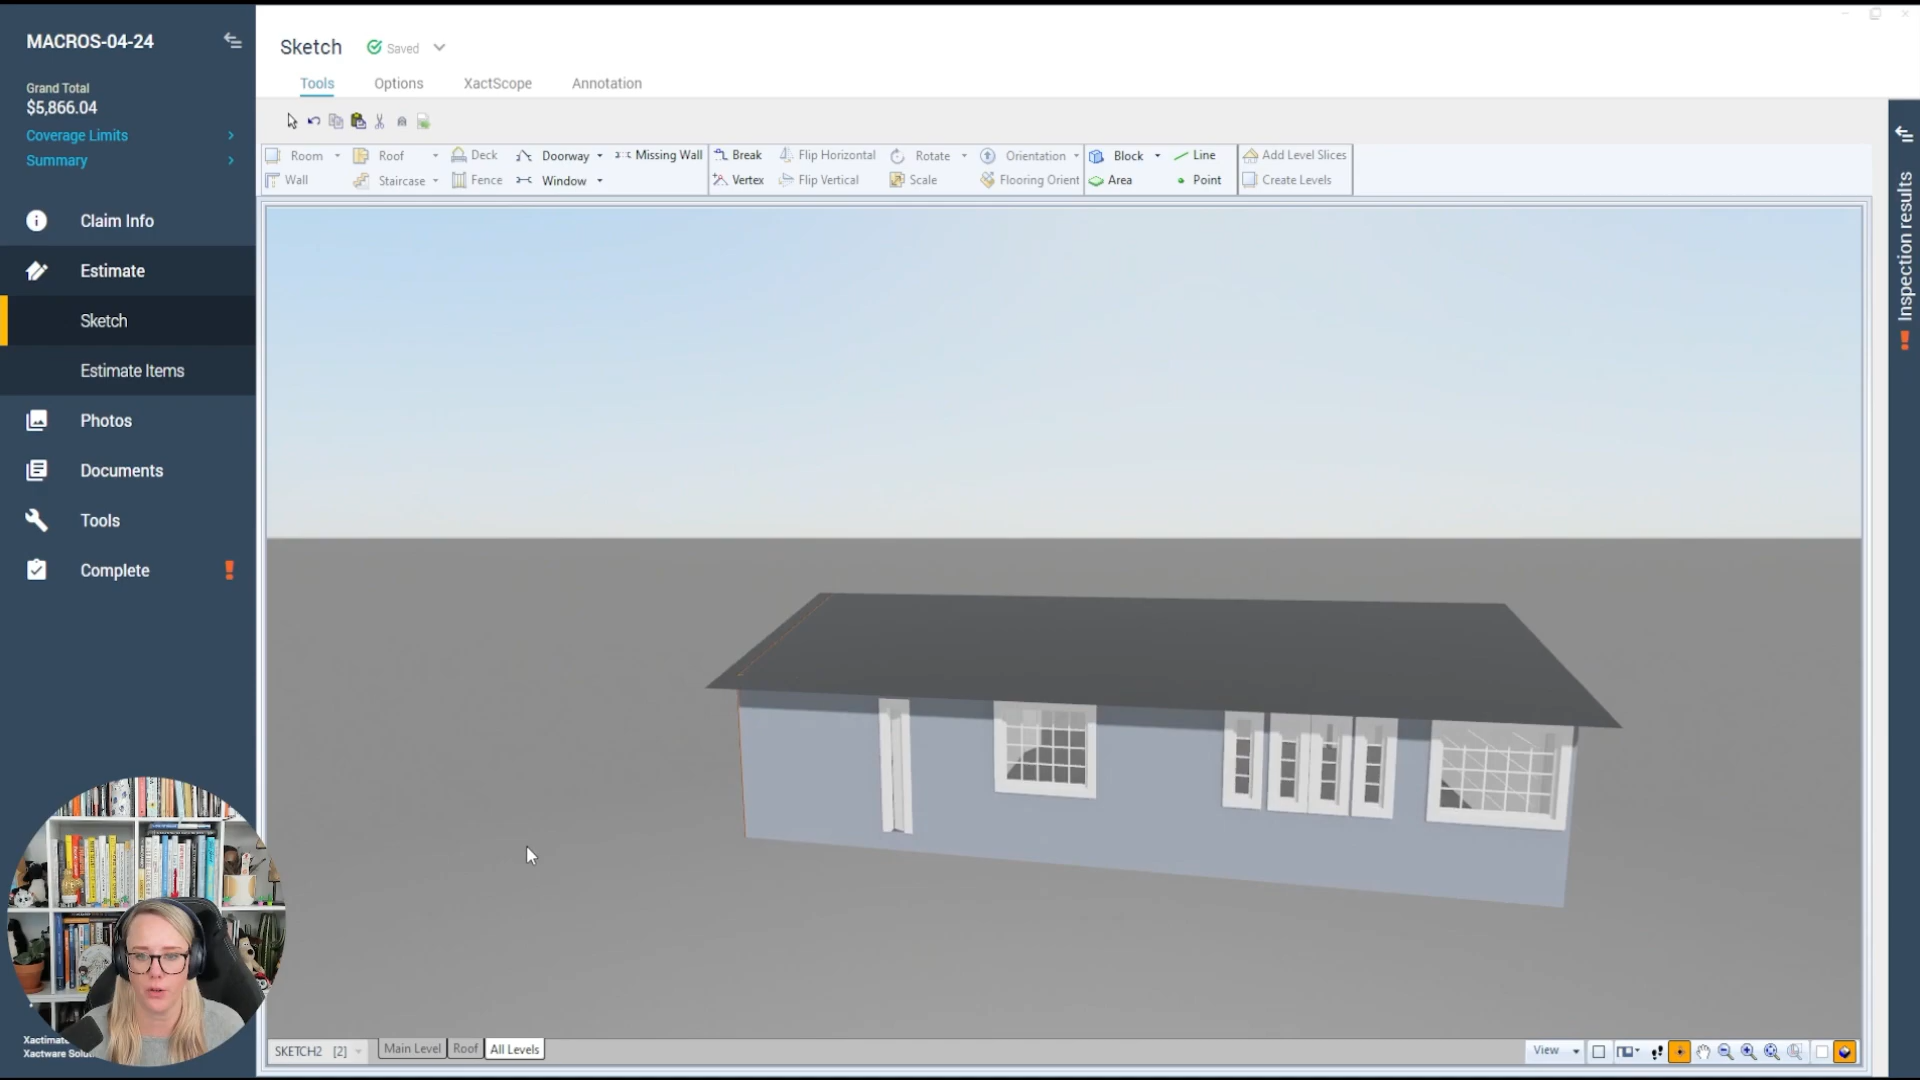 MACROS-04-24
Grand Total
$5,866.04
Coverage Limits
Summary
Claim Info
Estimate
Sketch
Estimate Items
Photos
Documents
Tools
Complete
Sketch
Saved
Tools
Options
XactScope
Annotation
Room
Roof
Deck
Doorway
Missing Wall
Break
Flip Horizontal
Rotate
Orientation
Block
Line
Add Level Slices
Wall
Staircase
Fence
Window
Vertex
Flip Vertical
Scale
Flooring Orient
Area
Point
Create Levels
Inspection results
SKETCH2 [2]
Main Level
Roof
All Levels
View